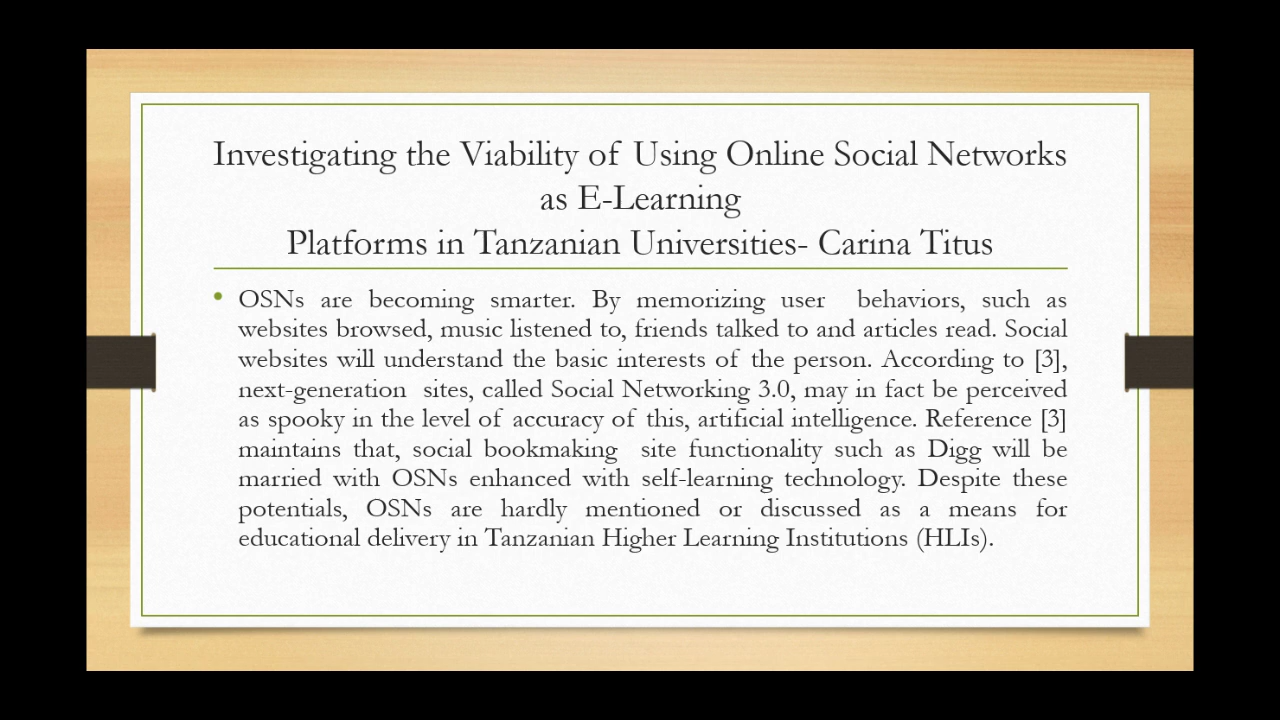 Investigating the Viability of Using Online Social Networks
as E-Learning
Platforms in Tanzanian Universities- Carina Titus
• OSNs are becoming smarter. By memorizing user behaviors, such as
websites browsed, music listened to, friends talked to and articles read. Social
websites will understand the basic interests of the person. According to [3],
next-generation sites, called Social Networking 3.0, may in fact be perceived
as spooky in the level of accuracy of this, artificial intelligence. Reference [3]
maintains that, social bookmaking site functionality such as Digg will be
married with OSNs enhanced with self-learning technology. Despite these
potentials, OSNs are hardly mentioned or discussed as a means for
educational delivery in Tanzanian Higher Learning Institutions (HLIs).